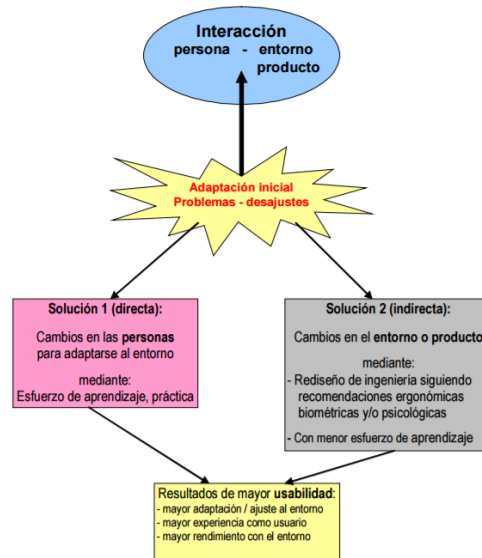 Interacción
persona - entorno
producto
Adaptación inicial
Problemas - desajustes
Solución 1 (directa):
Cambios en las personas
para adaptarse al entorno
mediante:
Esfuerzo de aprendizaje, práctica
Solución 2 (indirecta):
Cambios en el entorno o producto
mediante:
- Rediseño de ingeniería siguiendo
recomendaciones ergonómicas
biométricas y/o psicológicas
- Con menor esfuerzo de aprendizaje
Resultados de mayor usabilidad:
- mayor adaptación / ajuste al entorno
- mayor experiencia como usuario
- mayor rendimiento con el entorno